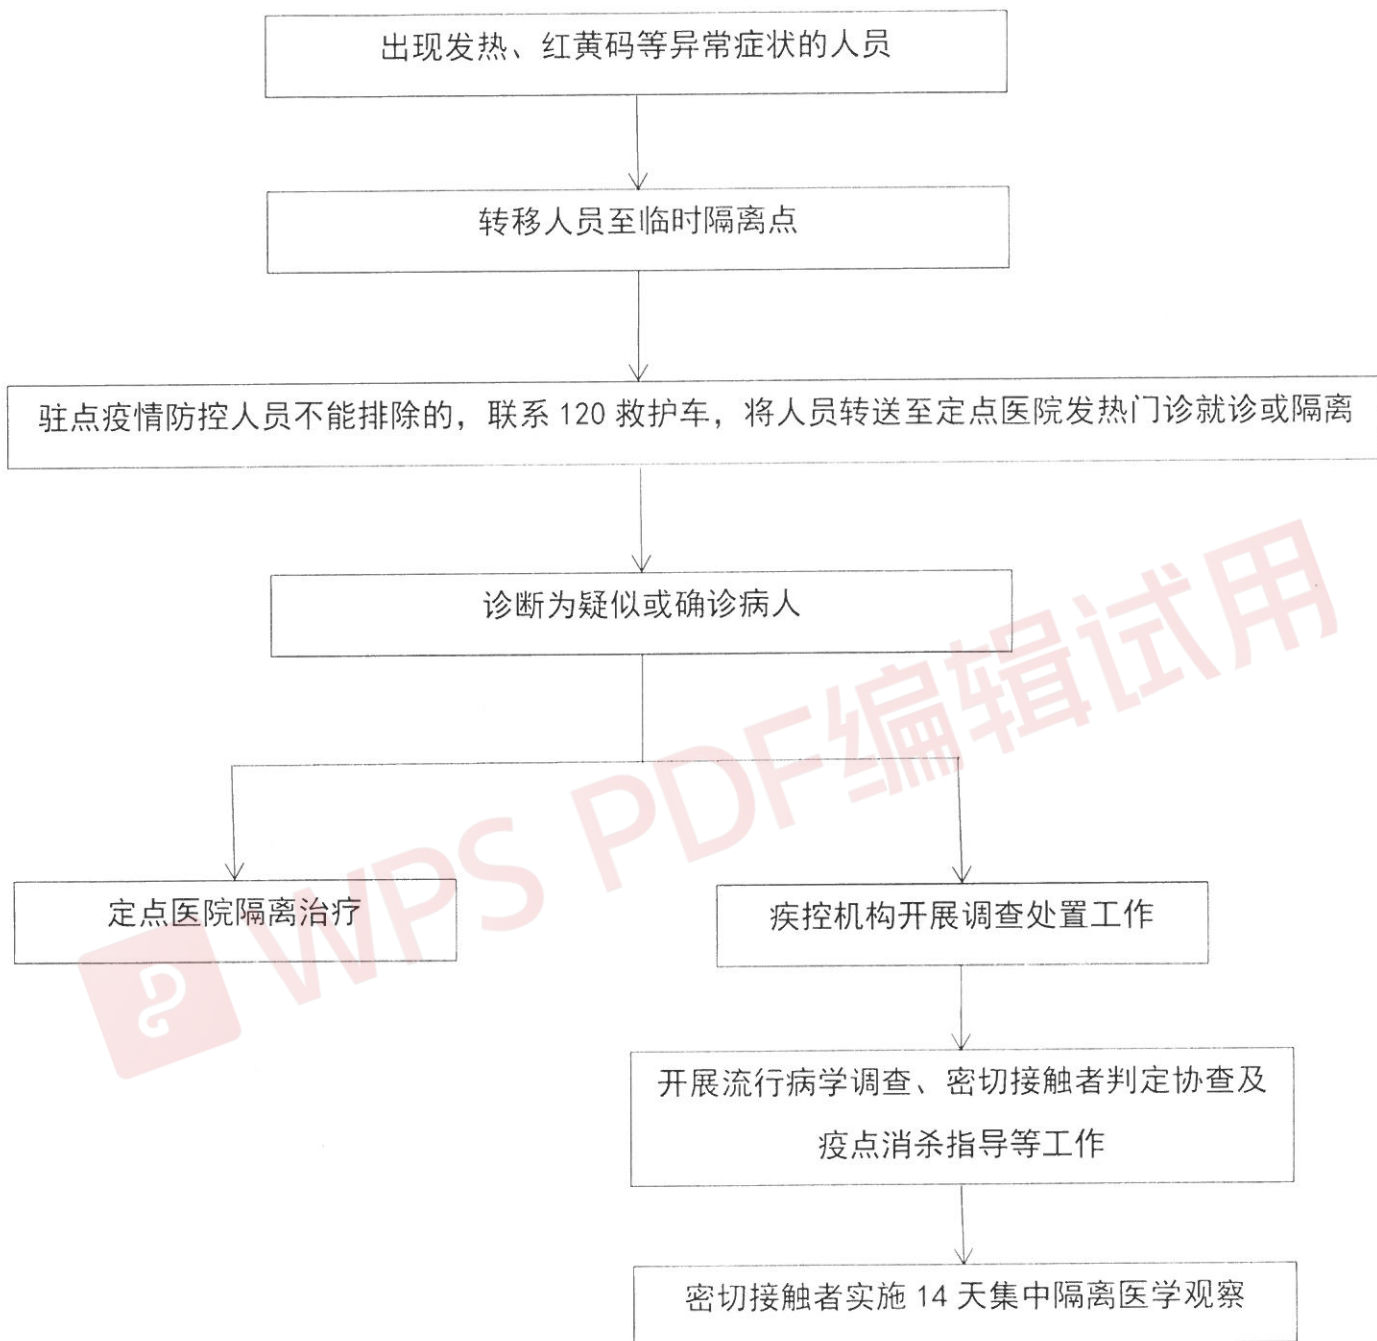 出现发热、红黄码等异常症状的人员
转移人员至临时隔离点
驻点疫情防控人员不能排除的，联系 120 救护车，将人员转送至定点医院发热门诊就诊或隔离
诊断为疑似或确诊病人
定点医院隔离治疗
疾控机构开展调查处置工作
开展流行病学调查、密切接触者判定协查及
疫点消杀指导等工作
密切接触者实施 14 天集中隔离医学观察
WPS PDF编辑试用